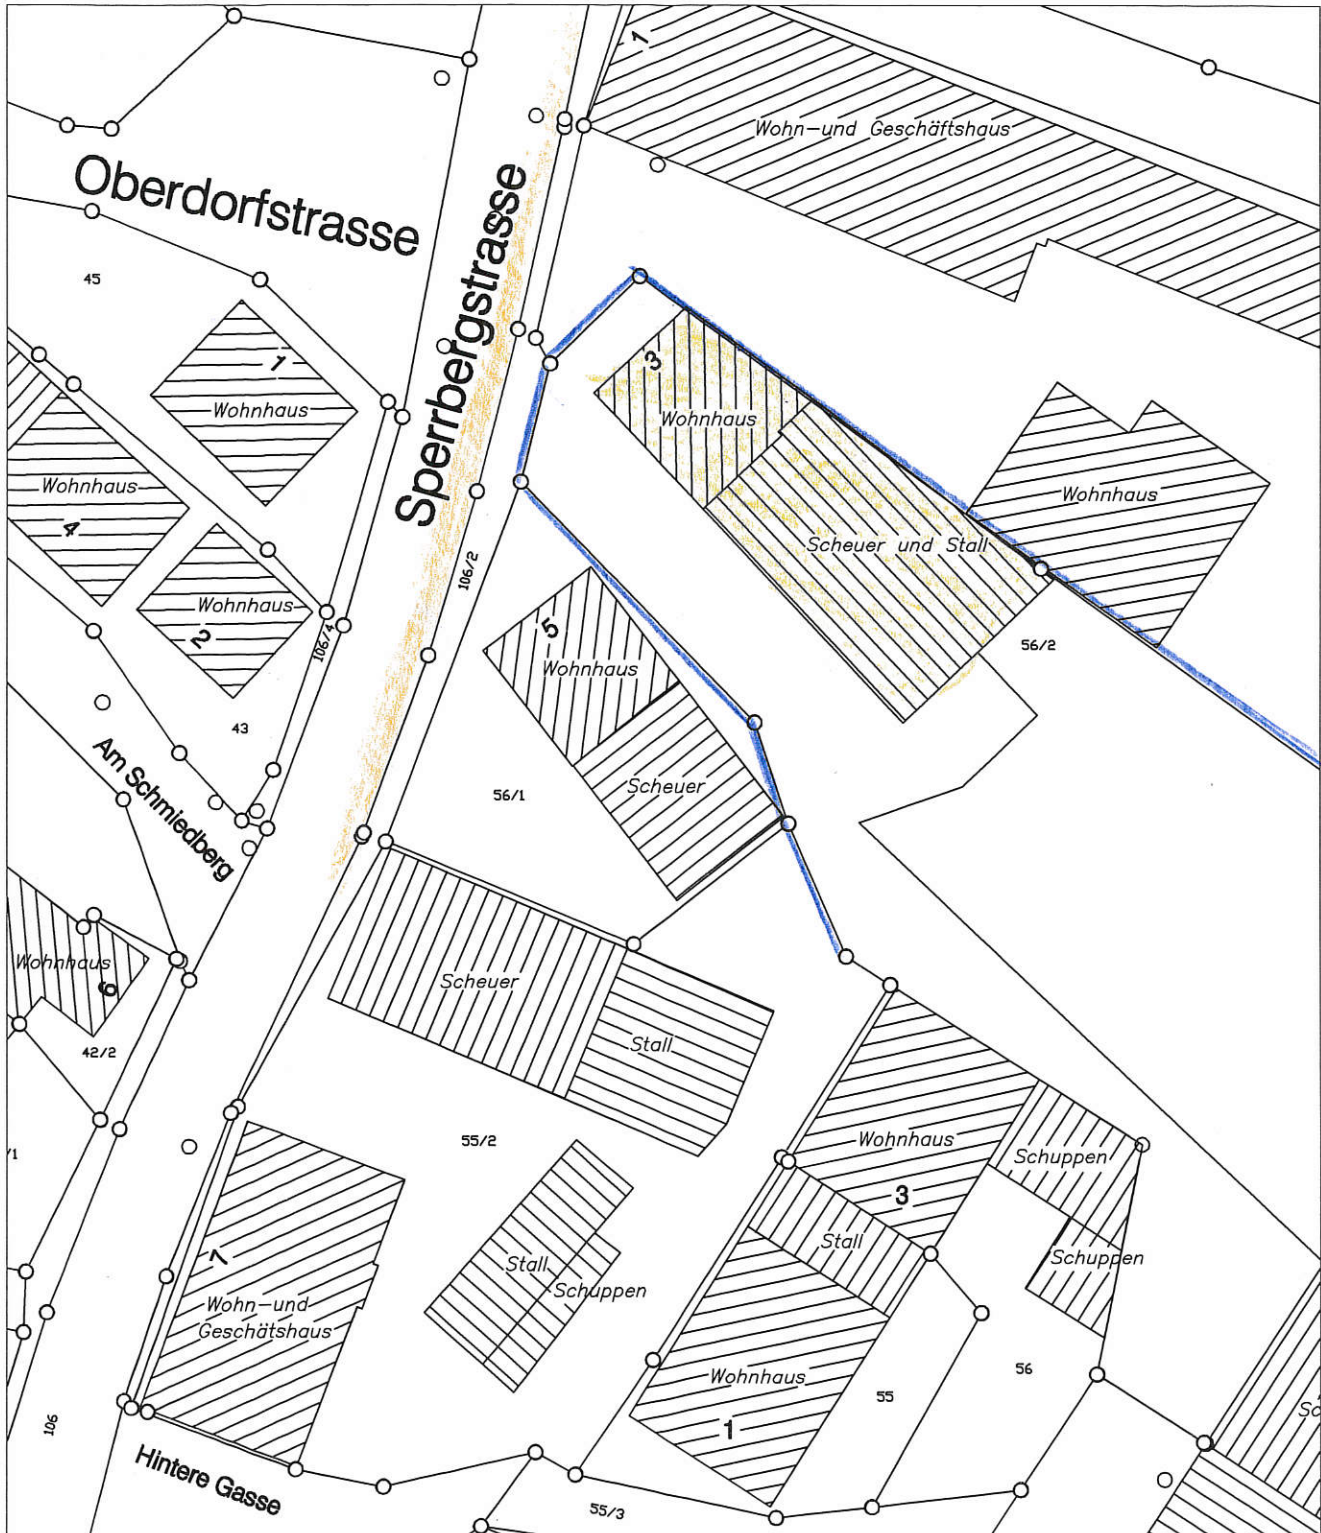 1
Wohn-und Geschäftshaus
Oberdorfstrasse
Sperrbergstrasse
45
1
Wohnhaus
3
Wohnhaus
Wohnhaus
4
Wohnhaus
Scheuer und Stall
Wohnhaus
2
106/4
106/2
5
Wohnhaus
56/2
43
Am Schmiedberg
56/1
Scheuer
Wohnhaus
6
Scheuer
42/2
Stall
55/2
/1
Wohnhaus
3
Schuppen
7
Stall
Stall
Schuppen
Schuppen
Wohn-und
Geschätshaus
Wohnhaus
1
55
56
106
Hintere Gasse
55/3